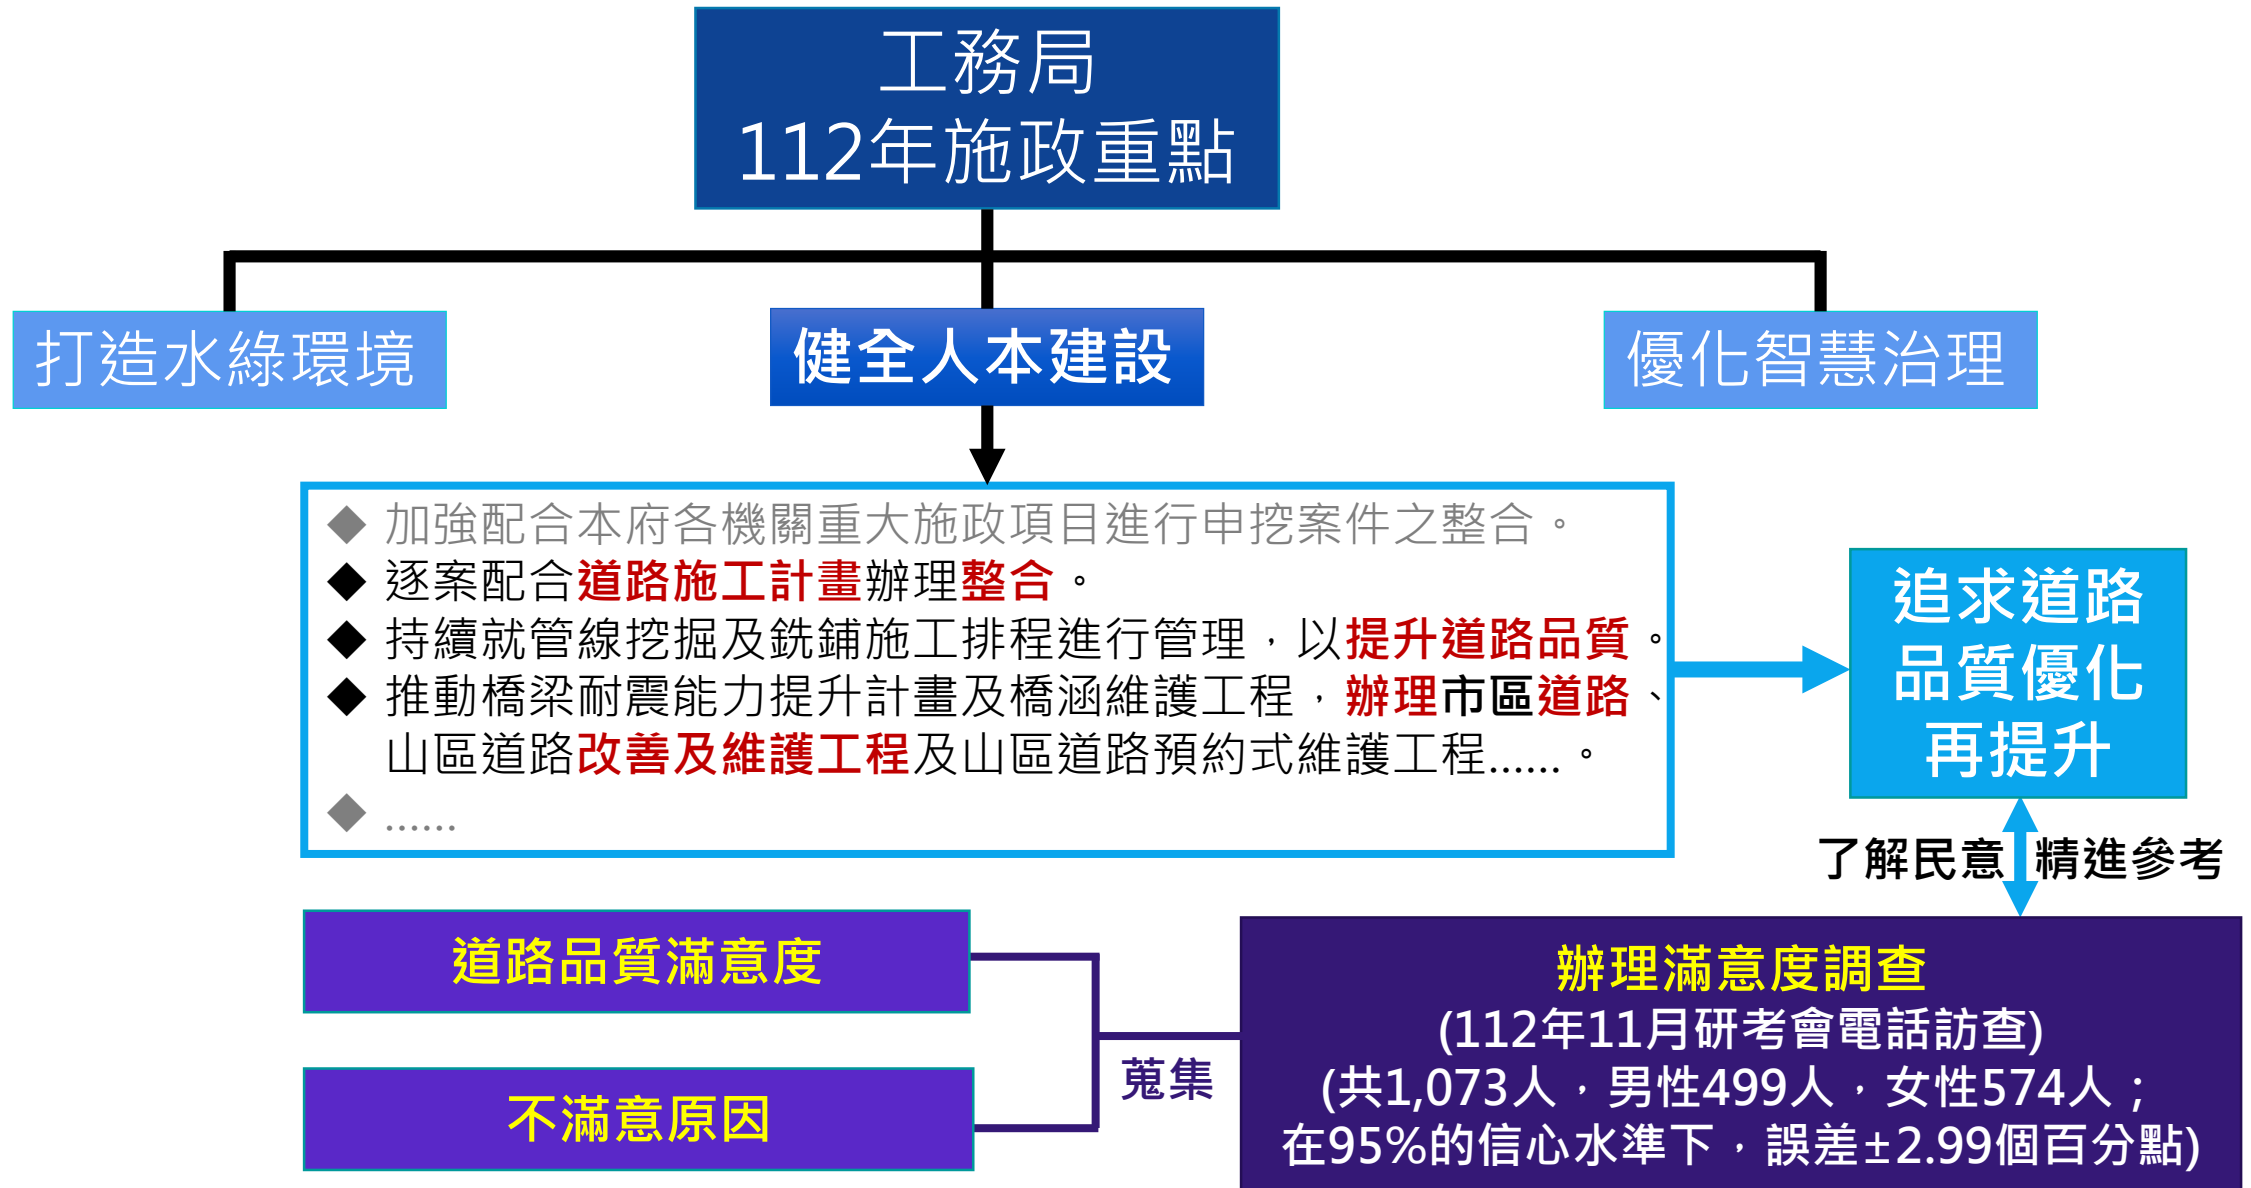 工務局
112年施政重點
打造水綠環境
健全人本建設
優化智慧治理
◆ 加強配合本府各機關重大施政項目進行申挖案件之整合。
◆ 逐案配合道路施工計畫辦理整合。
◆ 持續就管線挖掘及銑鋪施工排程進行管理，以提升道路品質。
◆ 推動橋梁耐震能力提升計畫及橋涵維護工程，辦理市區道路、
山區道路改善及維護工程及山區道路預約式維護工程......。
◆ ......
追求道路
品質優化
再提升
了解民意
精進參考
道路品質滿意度
不滿意原因
蒐集
辦理滿意度調查
(112年11月研考會電話訪查)
(共1,073人，男性499人，女性574人；
在95%的信心水準下，誤差±2.99個百分點)